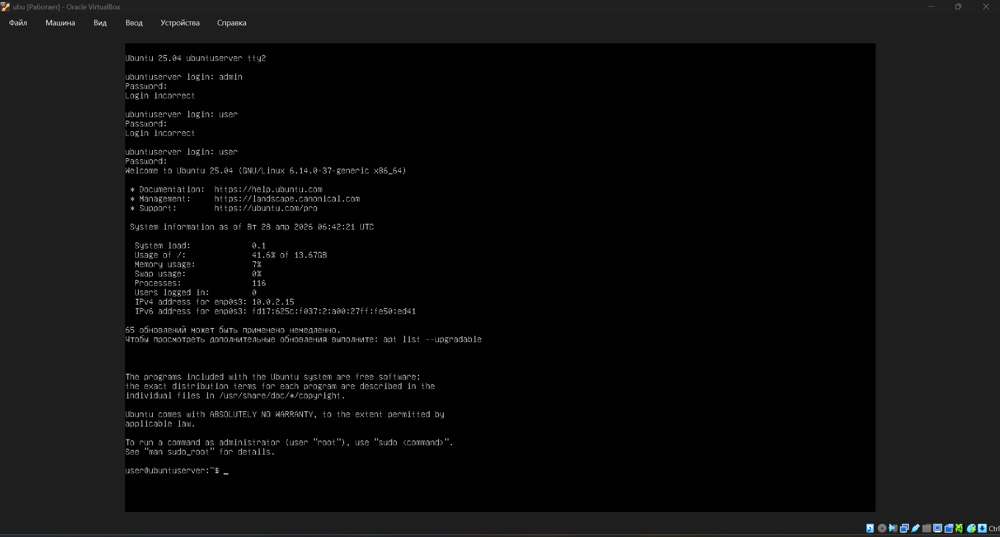 ubu [Работает] - Oracle VirtualBox
Файл Машина Вид Ввод Устройства Справка
Ubuntu 25.04 ubuntuserver tty2
ubuntuserver login: admin
Password:
Login incorrect
ubuntuserver login: user
Password:
Login incorrect
ubuntuserver login: user
Password:
Welcome to Ubuntu 25.04 (GNU/Linux 6.14.0-37-generic x86_64)
* Documentation:  https://help.ubuntu.com
* Management:     https://landscape.canonical.com
* Support:        https://ubuntu.com/pro
System information as of Вт 28 апр 2026 06:42:21 UTC
System load:             0.1
Usage of /:              41.6% of 13.67GB
Memory usage:            7%
Swap usage:              0%
Processes:               116
Users logged in:         0
IPv4 address for enp0s3: 10.0.2.15
IPv6 address for enp0s3: fd17:625c:f037:2:a00:27ff:fe50:ed41
65 обновлений может быть применено немедленно.
Чтобы просмотреть дополнительные обновления выполните: apt list --upgradable
The programs included with the Ubuntu system are free software;
the exact distribution terms for each program are described in the
individual files in /usr/share/doc/*/copyright.
Ubuntu comes with ABSOLUTELY NO WARRANTY, to the extent permitted by
applicable law.
To run a command as administrator (user "root"), use "sudo <command>".
See "man sudo_root" for details.
user@ubuntuserver:~$ _
Ctrl